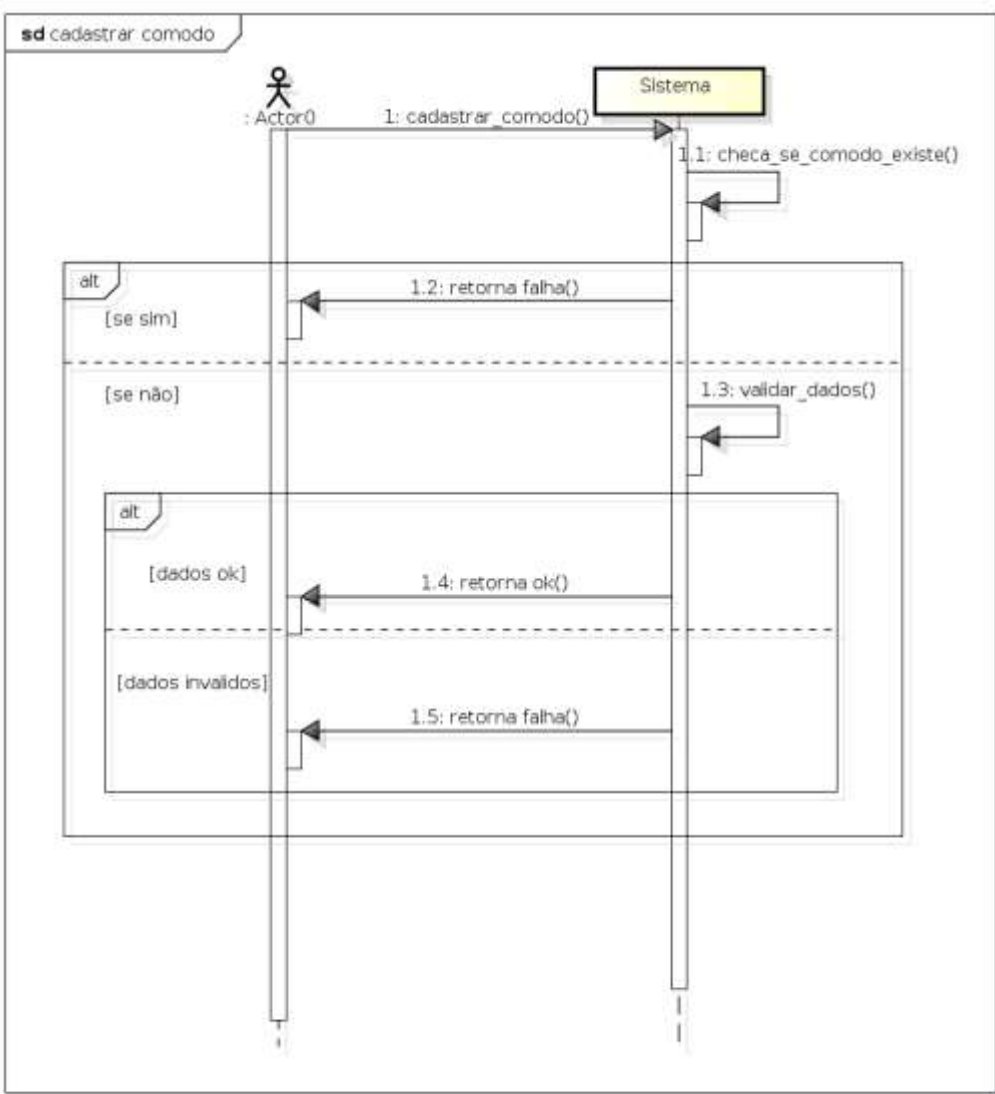 sd cadastrar comodo
Sistema
: Actor0
1: cadastrar_comodo()
1.1: checa_se_comodo_existe()
alt
1.2: retorna falha()
[se sim]
[se não]
1.3: validar_dados()
alt
[dados ok]
1.4: retorna ok()
[dados invalidos]
1.5: retorna falha()